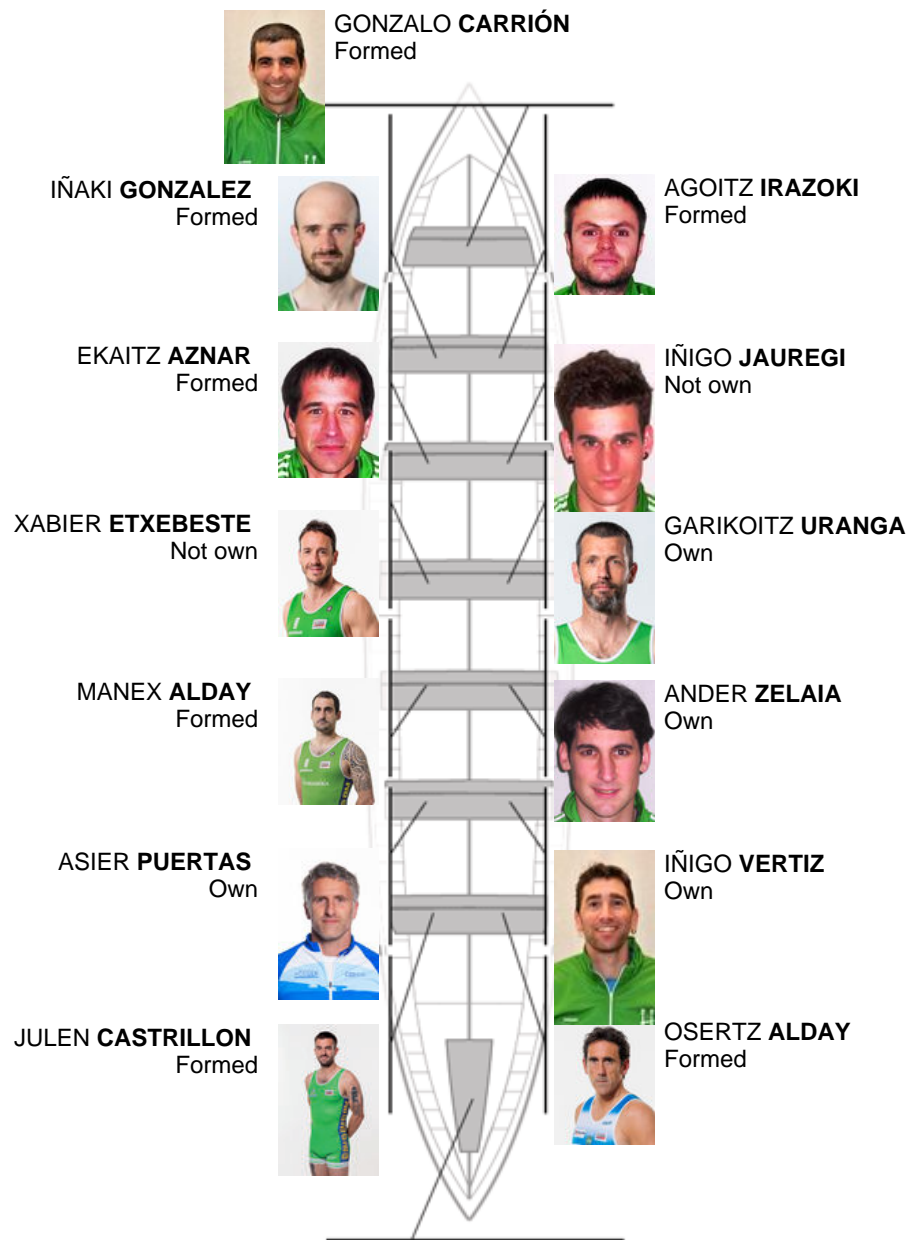 GONZALO CARRIÓN
Formed
IÑAKI GONZALEZ
Formed
AGOITZ IRAZOKI
Formed
EKAITZ AZNAR
Formed
IÑIGO JAUREGI
Not own
XABIER ETXEBESTE
Not own
GARIKOITZ URANGA
Own
MANEX ALDAY
Formed
ANDER ZELAIA
Own
ASIER PUERTAS
Own
IÑIGO VERTIZ
Own
JULEN CASTRILLON
Formed
OSERTZ ALDAY
Formed